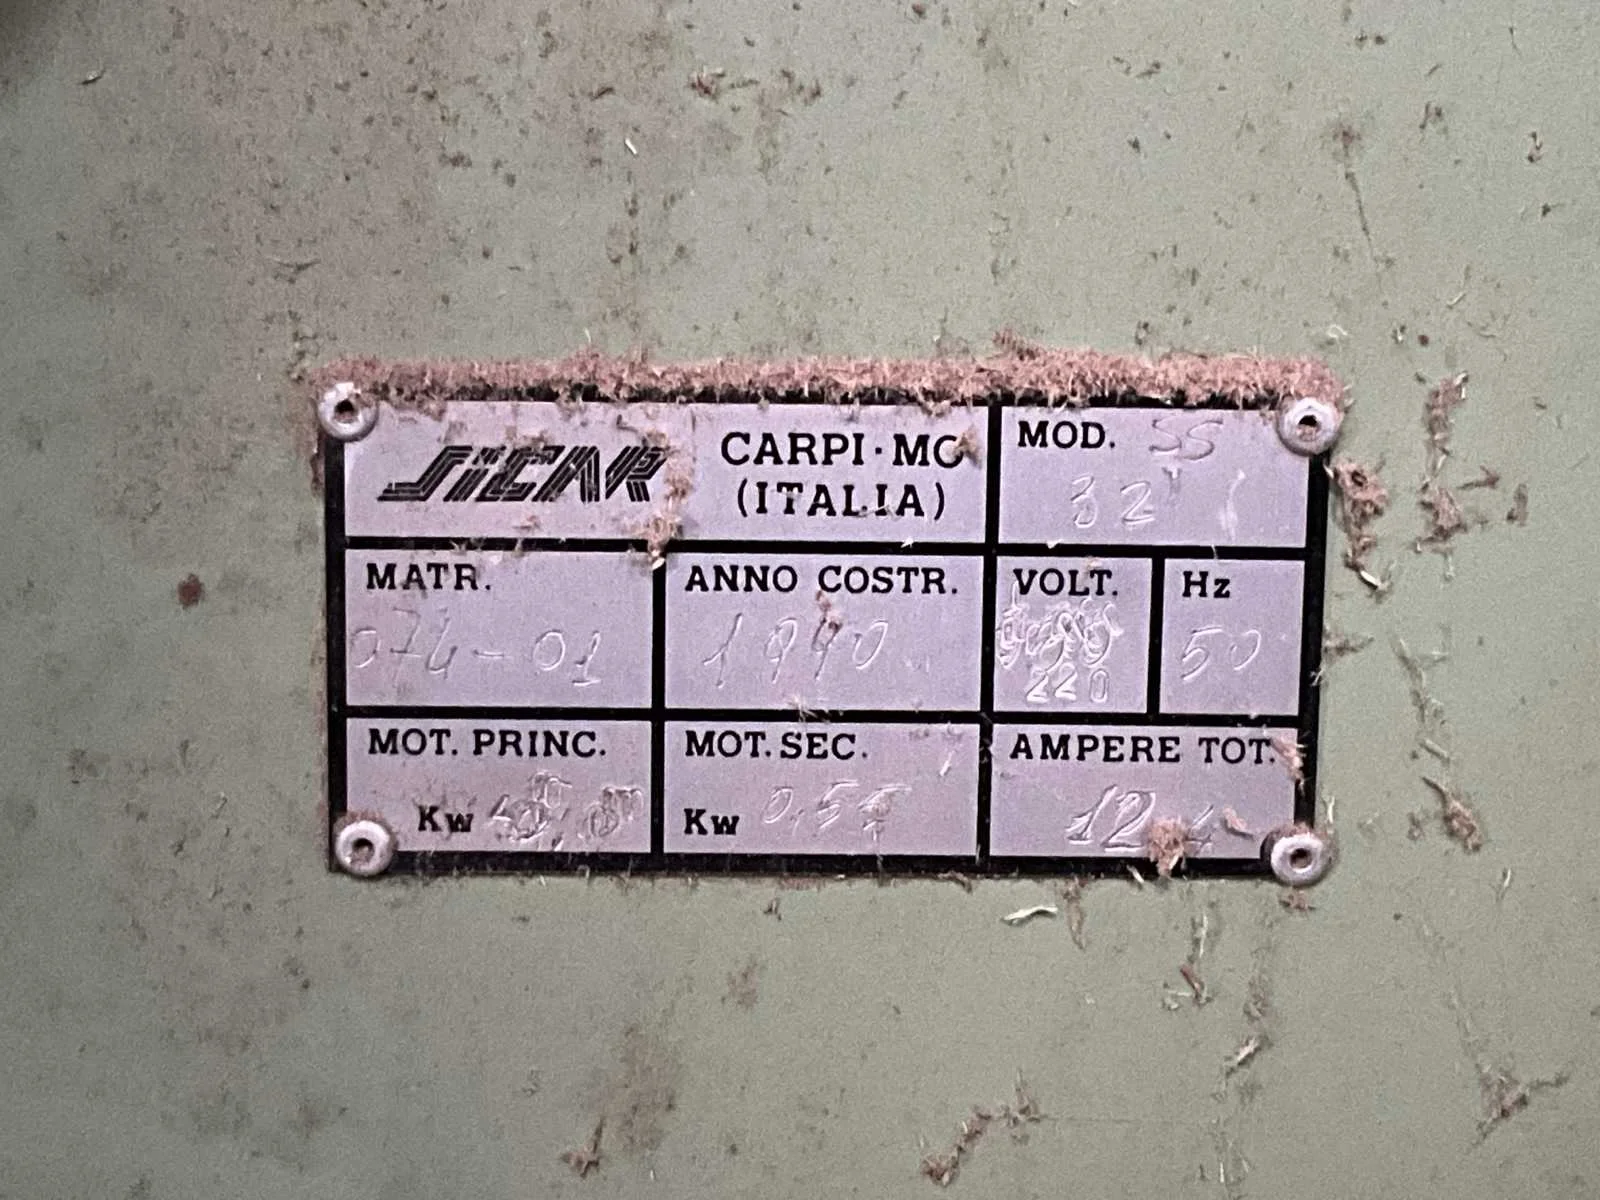 SICAR
CARPI·MO
(ITALIA)
MOD. SS
32
MATR.
074-01
ANNO COSTR.
1990
VOLT.
220
Hz
50
MOT. PRINC.
Kw
MOT. SEC.
Kw 0,55
AMPERE TOT.
12